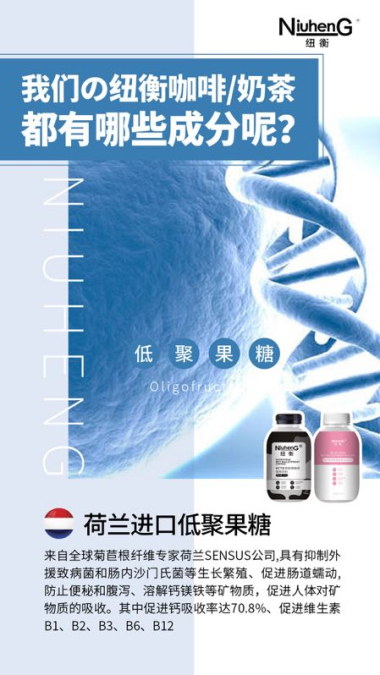 NiuhenG
纽衡
我们の纽衡咖啡/奶茶
都有哪些成分呢？
NIUHENG
低聚果糖
NiuhenG
纽衡
荷兰进口低聚果糖
来自全球菊苣根纤维专家荷兰SENSUS公司,具有抑制外
援致病菌和肠内沙门氏菌等生长繁殖、促进肠道蠕动,
防止便秘和腹泻、溶解钙镁铁等矿物质，促进人体对矿
物质的吸收。其中促进钙吸收率达70.8%、促进维生素
B1、B2、B3、B6、B12